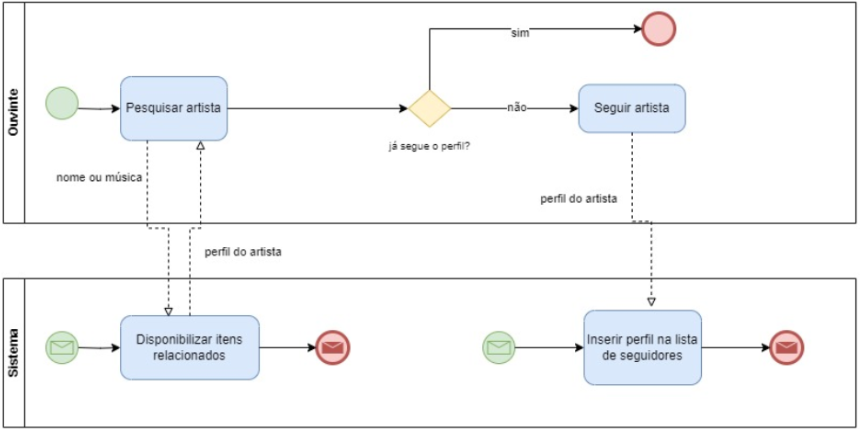 Ouvinte
sim
Pesquisar artista
não
Seguir artista
já segue o perfil?
nome ou música
perfil do artista
perfil do artista
Sistema
Disponibilizar itens
relacionados
Inserir perfil na lista
de seguidores